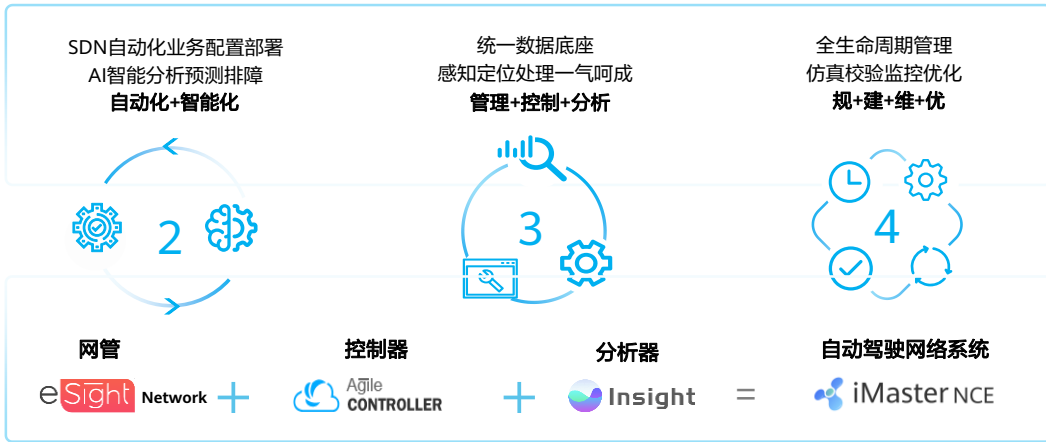 SDN自动化业务配置部署
AI智能分析预测排障
自动化+智能化
统一数据底座
感知定位处理一气呵成
管理+控制+分析
全生命周期管理
仿真校验监控优化
规+建+维+优
2
3
4
网管
控制器
分析器
自动驾驶网络系统
eSight Network
+
Agile
CONTROLLER
+
Insight
=
iMaster NCE